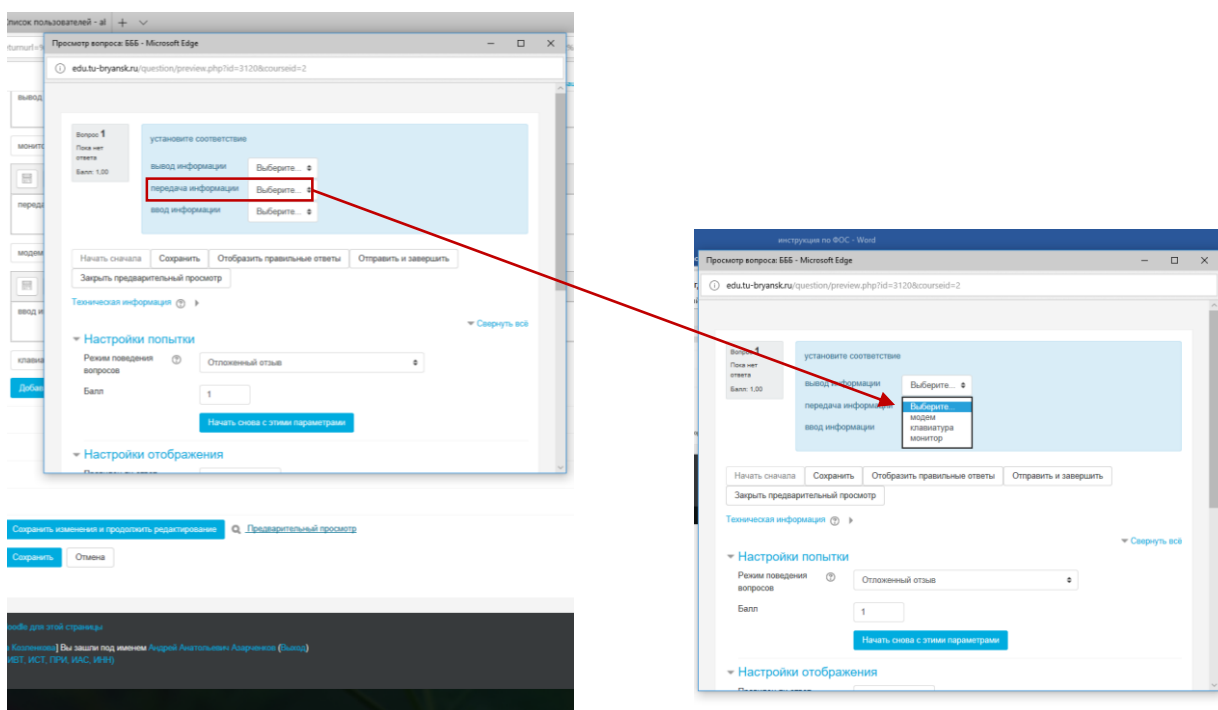 Список пользователей - al
Просмотр вопроса: БББ - Microsoft Edge
edu.tu-bryansk.ru/question/preview.php?id=3120&courseid=2
вывод
монито
переда
модем
ввод и
клавиа
Добав
Вопрос 1
Пока нет
ответа
Балл: 1,00
установите соответствие
вывод информации Выберите...
передача информации Выберите...
ввод информации Выберите...
Начать сначала Сохранить Отобразить правильные ответы Отправить и завершить
Закрыть предварительный просмотр
Техническая информация
Свернуть всё
Настройки попытки
Режим поведения
вопросов
Отложенный отзыв
Балл 1
Начать снова с этими параметрами
Настройки отображения
Сохранить изменения и продолжить редактирование Предварительный просмотр
Сохранить Отмена
oodle для этой страницы
Козленкова] Вы зашли под именем Андрей Анатольевич Азарченков (Выход)
ИВТ, ИСТ, ПРИ, ИАС, ИНН)
инструкция по ФОС - Word
Просмотр вопроса: БББ - Microsoft Edge
edu.tu-bryansk.ru/question/preview.php?id=3120&courseid=2
Вопрос 1
Пока нет
ответа
Балл: 1,00
установите соответствие
вывод информации Выберите...
передача информации Выберите...
модем
ввод информации клавиатура
монитор
Начать сначала Сохранить Отобразить правильные ответы Отправить и завершить
Закрыть предварительный просмотр
Техническая информация
Свернуть всё
Настройки попытки
Режим поведения
вопросов
Отложенный отзыв
Балл 1
Начать снова с этими параметрами
Настройки отображения